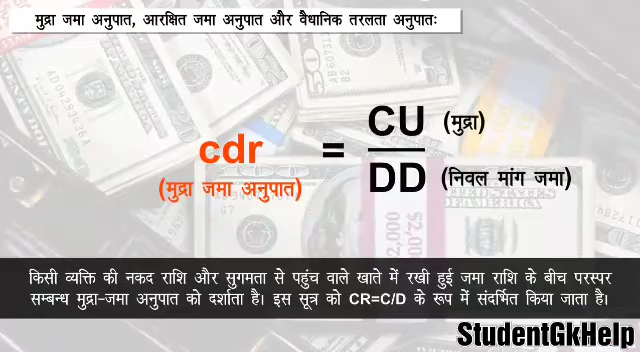 मुद्रा जमा अनुपात, आरक्षित जमा अनुपात और वैधानिक तरलता अनुपातः
cdr = CU (मुद्रा)
(मुद्रा जमा अनुपात) DD (निवल मांग जमा)
किसी व्यक्ति की नकद राशि और सुगमता से पहुंच वाले खाते में रखी हुई जमा राशि के बीच परस्पर
सम्बन्ध मुद्रा-जमा अनुपात को दर्शाता है। इस सूत्र को CR=C/D के रूप में संदर्भित किया जाता है।
StudentGkHelp